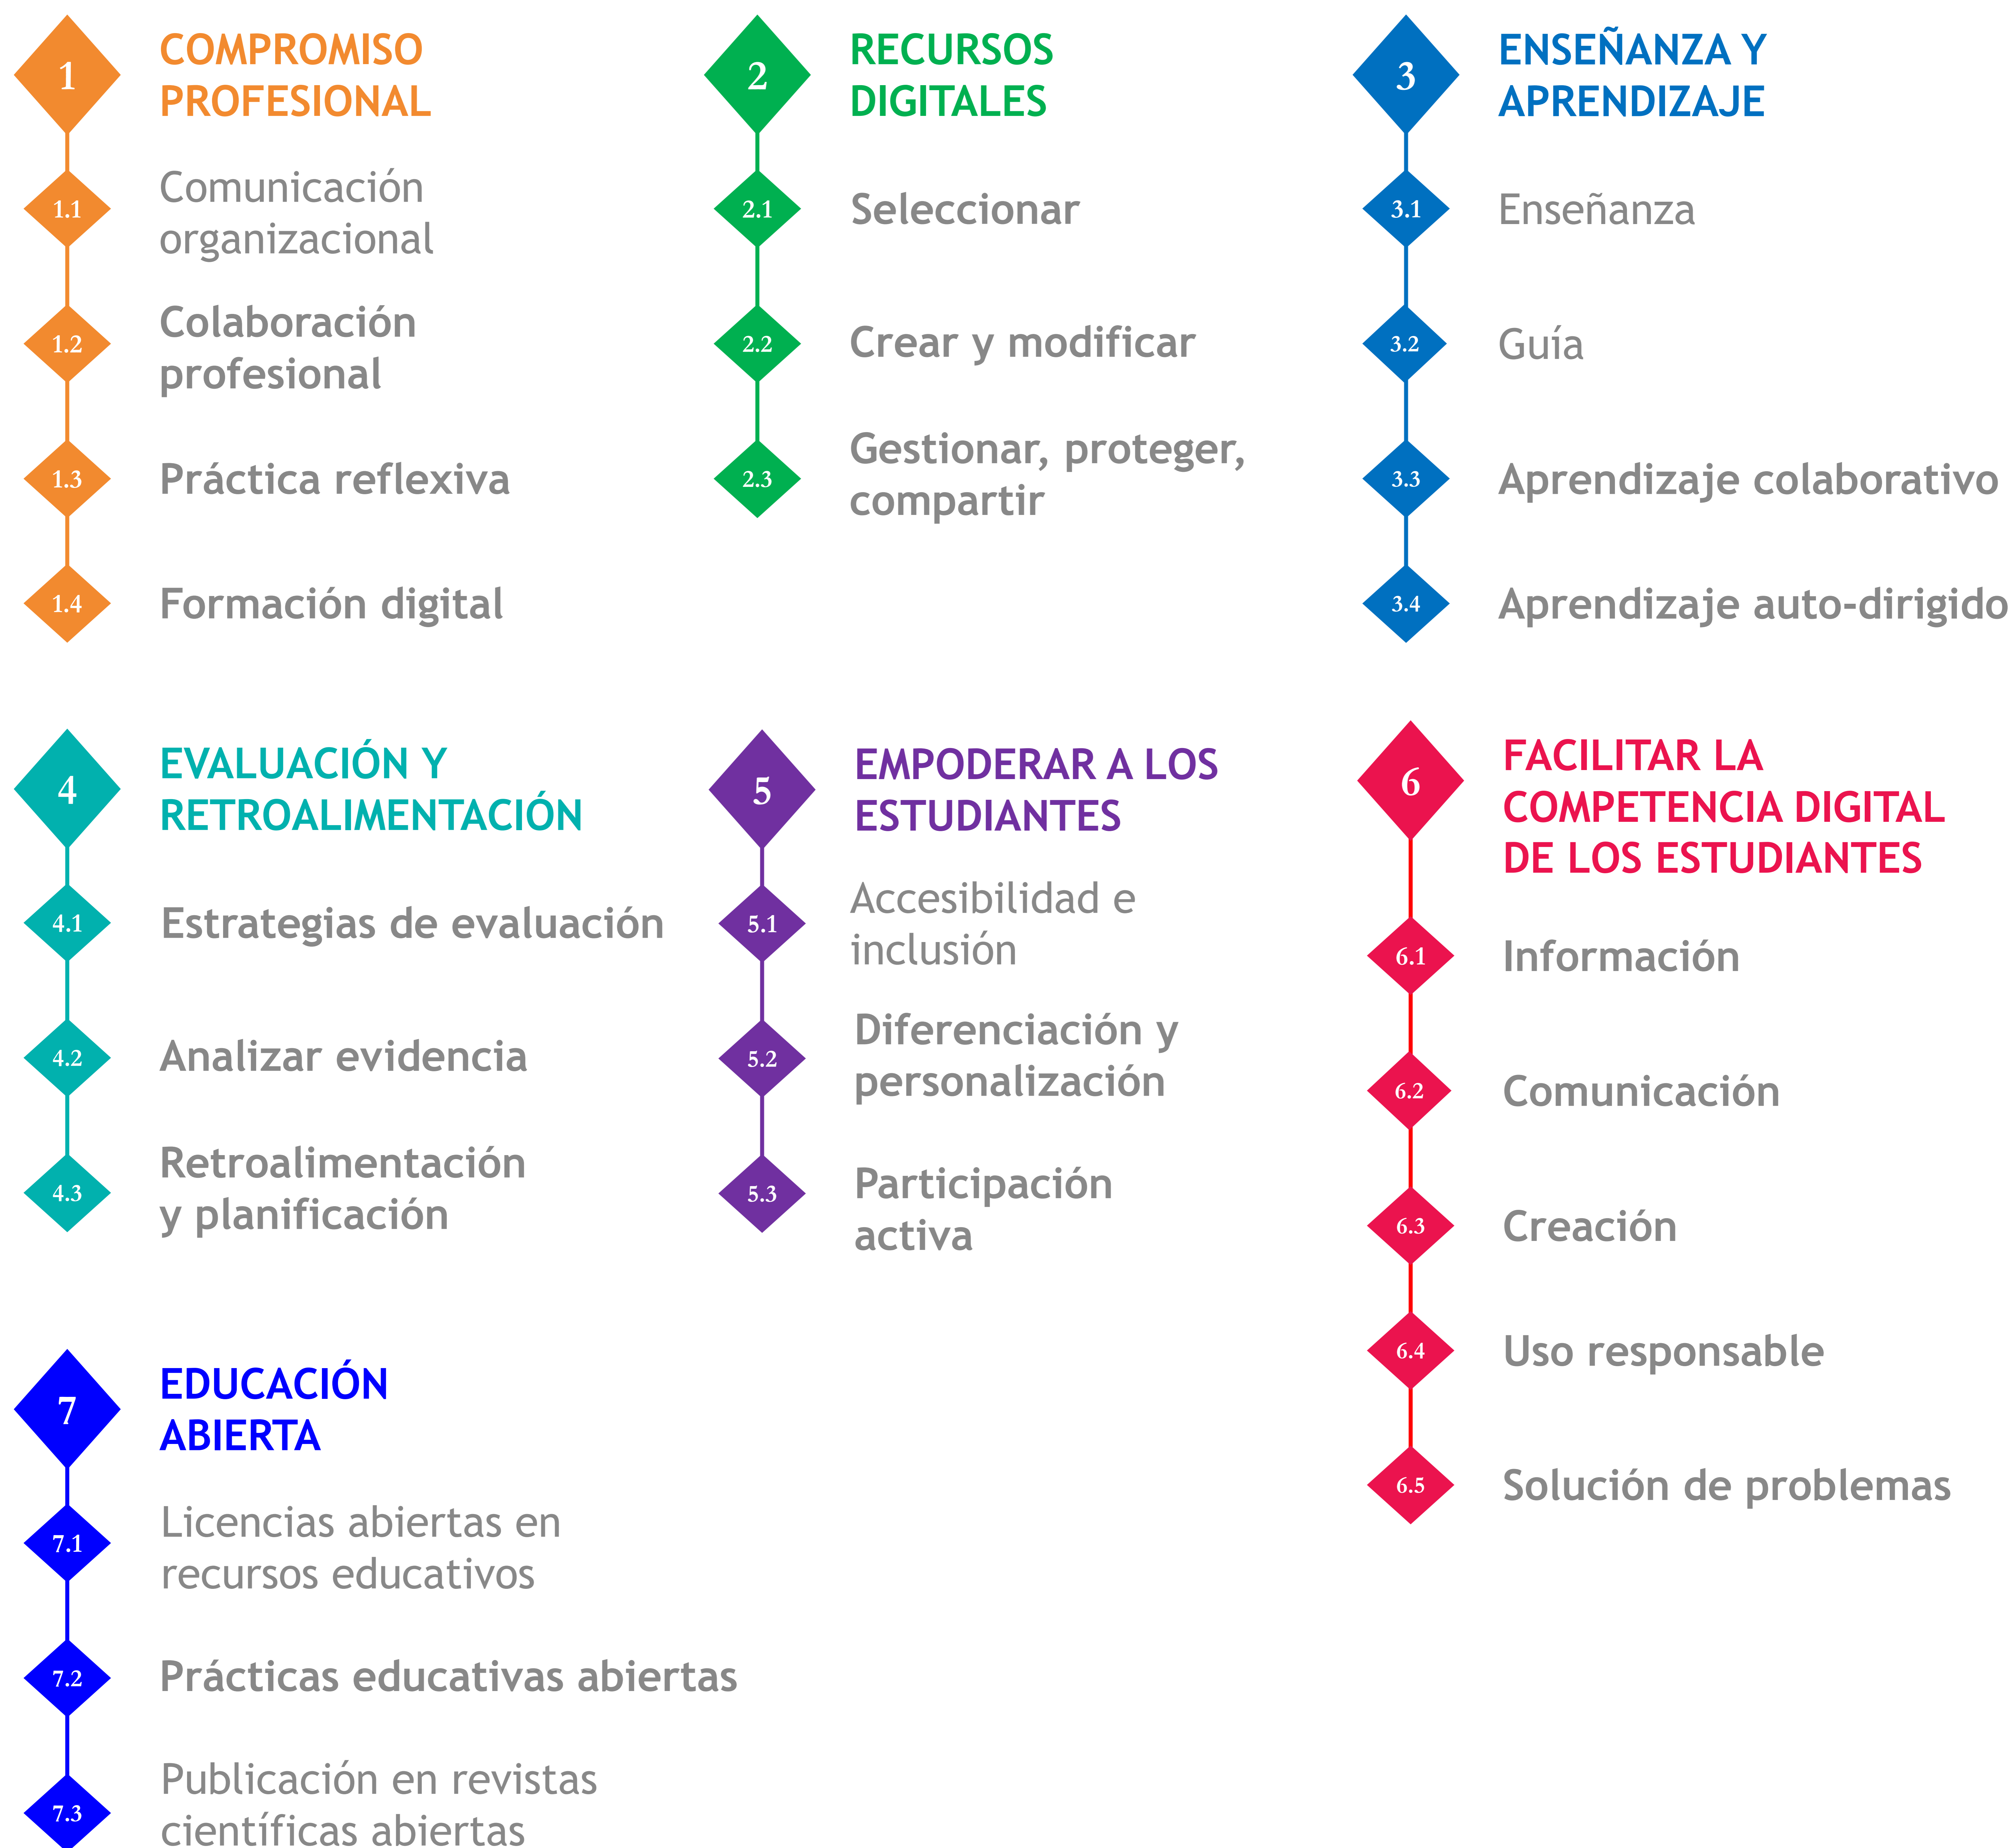 1
COMPROMISO
PROFESIONAL
1.1
Comunicación
organizacional
1.2
Colaboración
profesional
1.3
Práctica reflexiva
1.4
Formación digital
2
RECURSOS
DIGITALES
2.1
Seleccionar
2.2
Crear y modificar
2.3
Gestionar, proteger,
compartir
3
ENSEÑANZA Y
APRENDIZAJE
3.1
Enseñanza
3.2
Guía
3.3
Aprendizaje colaborativo
3.4
Aprendizaje auto-dirigido
4
EVALUACIÓN Y
RETROALIMENTACIÓN
4.1
Estrategias de evaluación
4.2
Analizar evidencia
4.3
Retroalimentación
y planificación
5
EMPODERAR A LOS
ESTUDIANTES
5.1
Accesibilidad e
inclusión
5.2
Diferenciación y
personalización
5.3
Participación
activa
6
FACILITAR LA
COMPETENCIA DIGITAL
DE LOS ESTUDIANTES
6.1
Información
6.2
Comunicación
6.3
Creación
6.4
Uso responsable
6.5
Solución de problemas
7
EDUCACIÓN
ABIERTA
7.1
Licencias abiertas en
recursos educativos
7.2
Prácticas educativas abiertas
7.3
Publicación en revistas
científicas abiertas